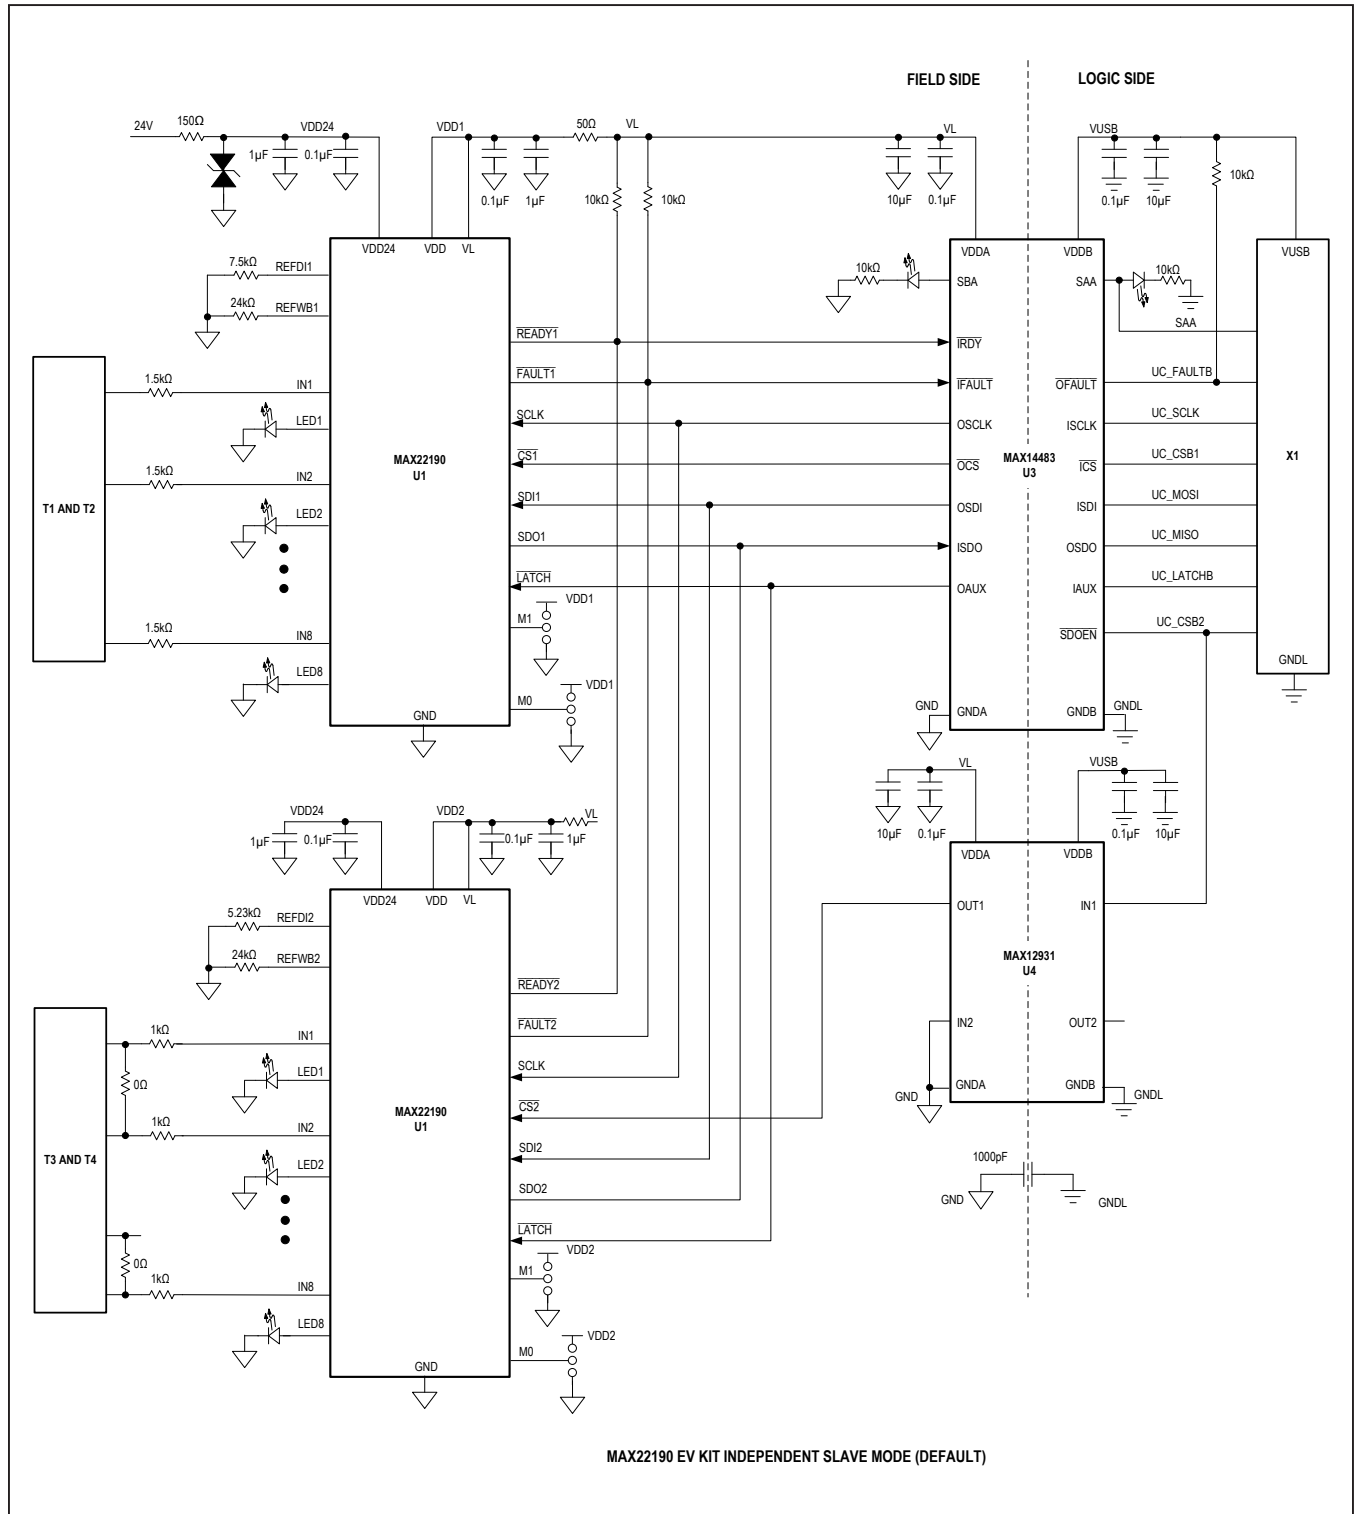 FIELD SIDE
LOGIC SIDE
24V
150Ω
VDD24
1µF
0.1µF
VDD1
50Ω
VL
0.1µF
1µF
10kΩ
10kΩ
VL
10µF
0.1µF
VUSB
0.1µF
10µF
10kΩ
VDD24
VDD
VL
7.5kΩ
REFDI1
24kΩ
REFWB1
T1 AND T2
1.5kΩ
IN1
LED1
1.5kΩ
IN2
LED2
1.5kΩ
IN8
LED8
MAX22190
U1
GND
READY1
FAULT1
SCLK
CS1
SDI1
SDO1
LATCH
M1
VDD1
M0
VDD1
VDDA
VDDB
10kΩ
SBA
SAA
10kΩ
SAA
IRDY
IFAULT
OSCLK
OCS
OSDI
ISDO
OAUX
MAX14483
U3
OFAULT
ISCLK
ICS
ISDI
OSDO
IAUX
SDOEN
UC_FAULTB
UC_SCLK
UC_CSB1
UC_MOSI
UC_MISO
UC_LATCHB
UC_CSB2
VUSB
X1
GNDL
GND
GNDA
GNDB
GNDL
VL
10µF
0.1µF
VUSB
0.1µF
10µF
VDD24
1µF
0.1µF
VDD2
0.1µF
1µF
VL
VDD24
VDD
VL
5.23kΩ
REFDI2
24kΩ
REFWB2
T3 AND T4
1kΩ
IN1
0Ω
LED1
1kΩ
IN2
LED2
0Ω
1kΩ
IN8
LED8
MAX22190
U1
GND
READY2
FAULT2
SCLK
CS2
SDI2
SDO2
LATCH
M1
VDD2
M0
VDD2
VDDA
VDDB
OUT1
IN1
MAX12931
U4
IN2
OUT2
GNDA
GNDB
GND
GNDL
1000pF
GND
GNDL
MAX22190 EV KIT INDEPENDENT SLAVE MODE (DEFAULT)